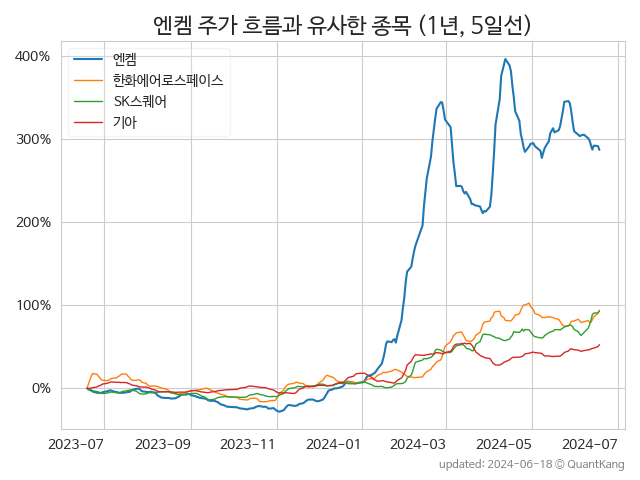 엔켐 주가 흐름과 유사한 종목 (1년, 5일선)
엔켐
한화에어로스페이스
SK스퀘어
기아
400%
300%
200%
100%
0%
2023-07 2023-09 2023-11 2024-01 2024-03 2024-05 2024-07
updated: 2024-06-18 © QuantKang